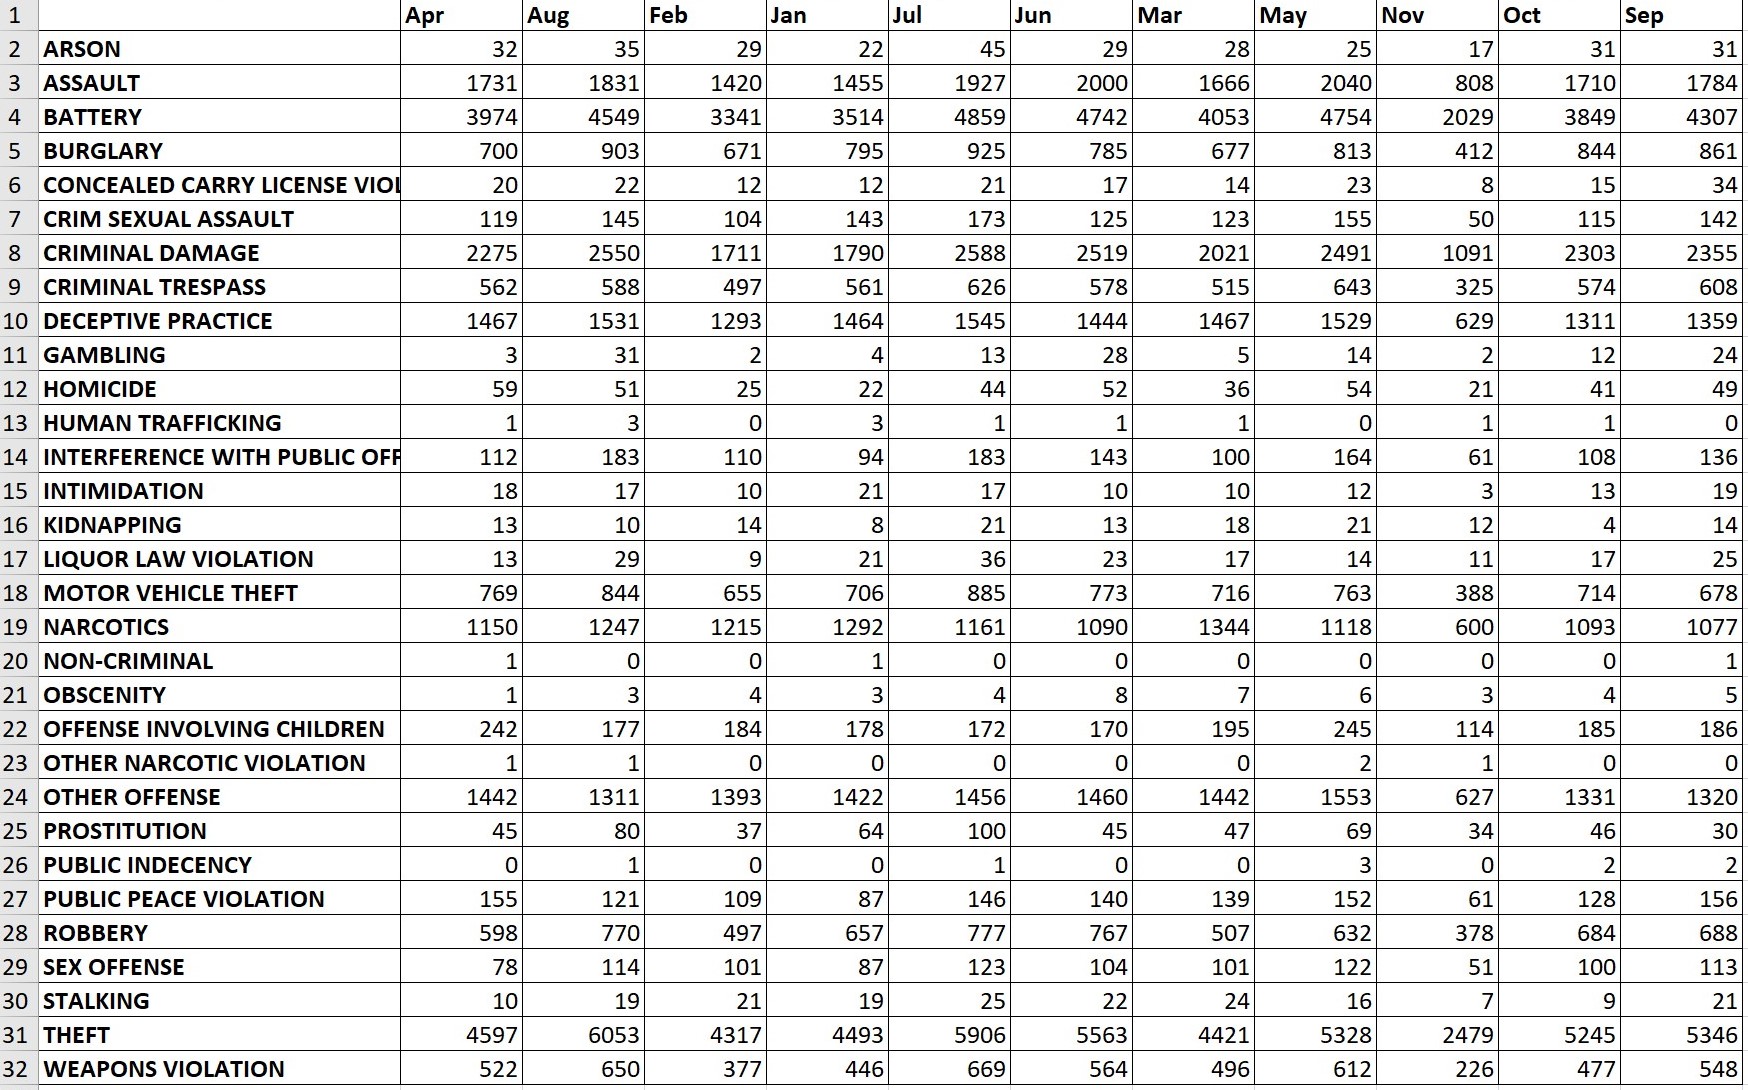 1 Apr Aug Feb Jan Jul Jun Mar May Nov Oct Sep
2 ARSON 32 35 29 22 45 29 28 25 17 31 31
3 ASSAULT 1731 1831 1420 1455 1927 2000 1666 2040 808 1710 1784
4 BATTERY 3974 4549 3341 3514 4859 4742 4053 4754 2029 3849 4307
5 BURGLARY 700 903 671 795 925 785 677 813 412 844 861
6 CONCEALED CARRY LICENSE VIOL 20 22 12 12 21 17 14 23 8 15 34
7 CRIM SEXUAL ASSAULT 119 145 104 143 173 125 123 155 50 115 142
8 CRIMINAL DAMAGE 2275 2550 1711 1790 2588 2519 2021 2491 1091 2303 2355
9 CRIMINAL TRESPASS 562 588 497 561 626 578 515 643 325 574 608
10 DECEPTIVE PRACTICE 1467 1531 1293 1464 1545 1444 1467 1529 629 1311 1359
11 GAMBLING 3 31 2 4 13 28 5 14 2 12 24
12 HOMICIDE 59 51 25 22 44 52 36 54 21 41 49
13 HUMAN TRAFFICKING 1 3 0 3 1 1 1 0 1 1 0
14 INTERFERENCE WITH PUBLIC OFF 112 183 110 94 183 143 100 164 61 108 136
15 INTIMIDATION 18 17 10 21 17 10 10 12 3 13 19
16 KIDNAPPING 13 10 14 8 21 13 18 21 12 4 14
17 LIQUOR LAW VIOLATION 13 29 9 21 36 23 17 14 11 17 25
18 MOTOR VEHICLE THEFT 769 844 655 706 885 773 716 763 388 714 678
19 NARCOTICS 1150 1247 1215 1292 1161 1090 1344 1118 600 1093 1077
20 NON-CRIMINAL 1 0 0 1 0 0 0 0 0 0 1
21 OBSCENITY 1 3 4 3 4 8 7 6 3 4 5
22 OFFENSE INVOLVING CHILDREN 242 177 184 178 172 170 195 245 114 185 186
23 OTHER NARCOTIC VIOLATION 1 1 0 0 0 0 0 2 1 0 0
24 OTHER OFFENSE 1442 1311 1393 1422 1456 1460 1442 1553 627 1331 1320
25 PROSTITUTION 45 80 37 64 100 45 47 69 34 46 30
26 PUBLIC INDECENCY 0 1 0 0 1 0 0 3 0 2 2
27 PUBLIC PEACE VIOLATION 155 121 109 87 146 140 139 152 61 128 156
28 ROBBERY 598 770 497 657 777 767 507 632 378 684 688
29 SEX OFFENSE 78 114 101 87 123 104 101 122 51 100 113
30 STALKING 10 19 21 19 25 22 24 16 7 9 21
31 THEFT 4597 6053 4317 4493 5906 5563 4421 5328 2479 5245 5346
32 WEAPONS VIOLATION 522 650 377 446 669 564 496 612 226 477 548